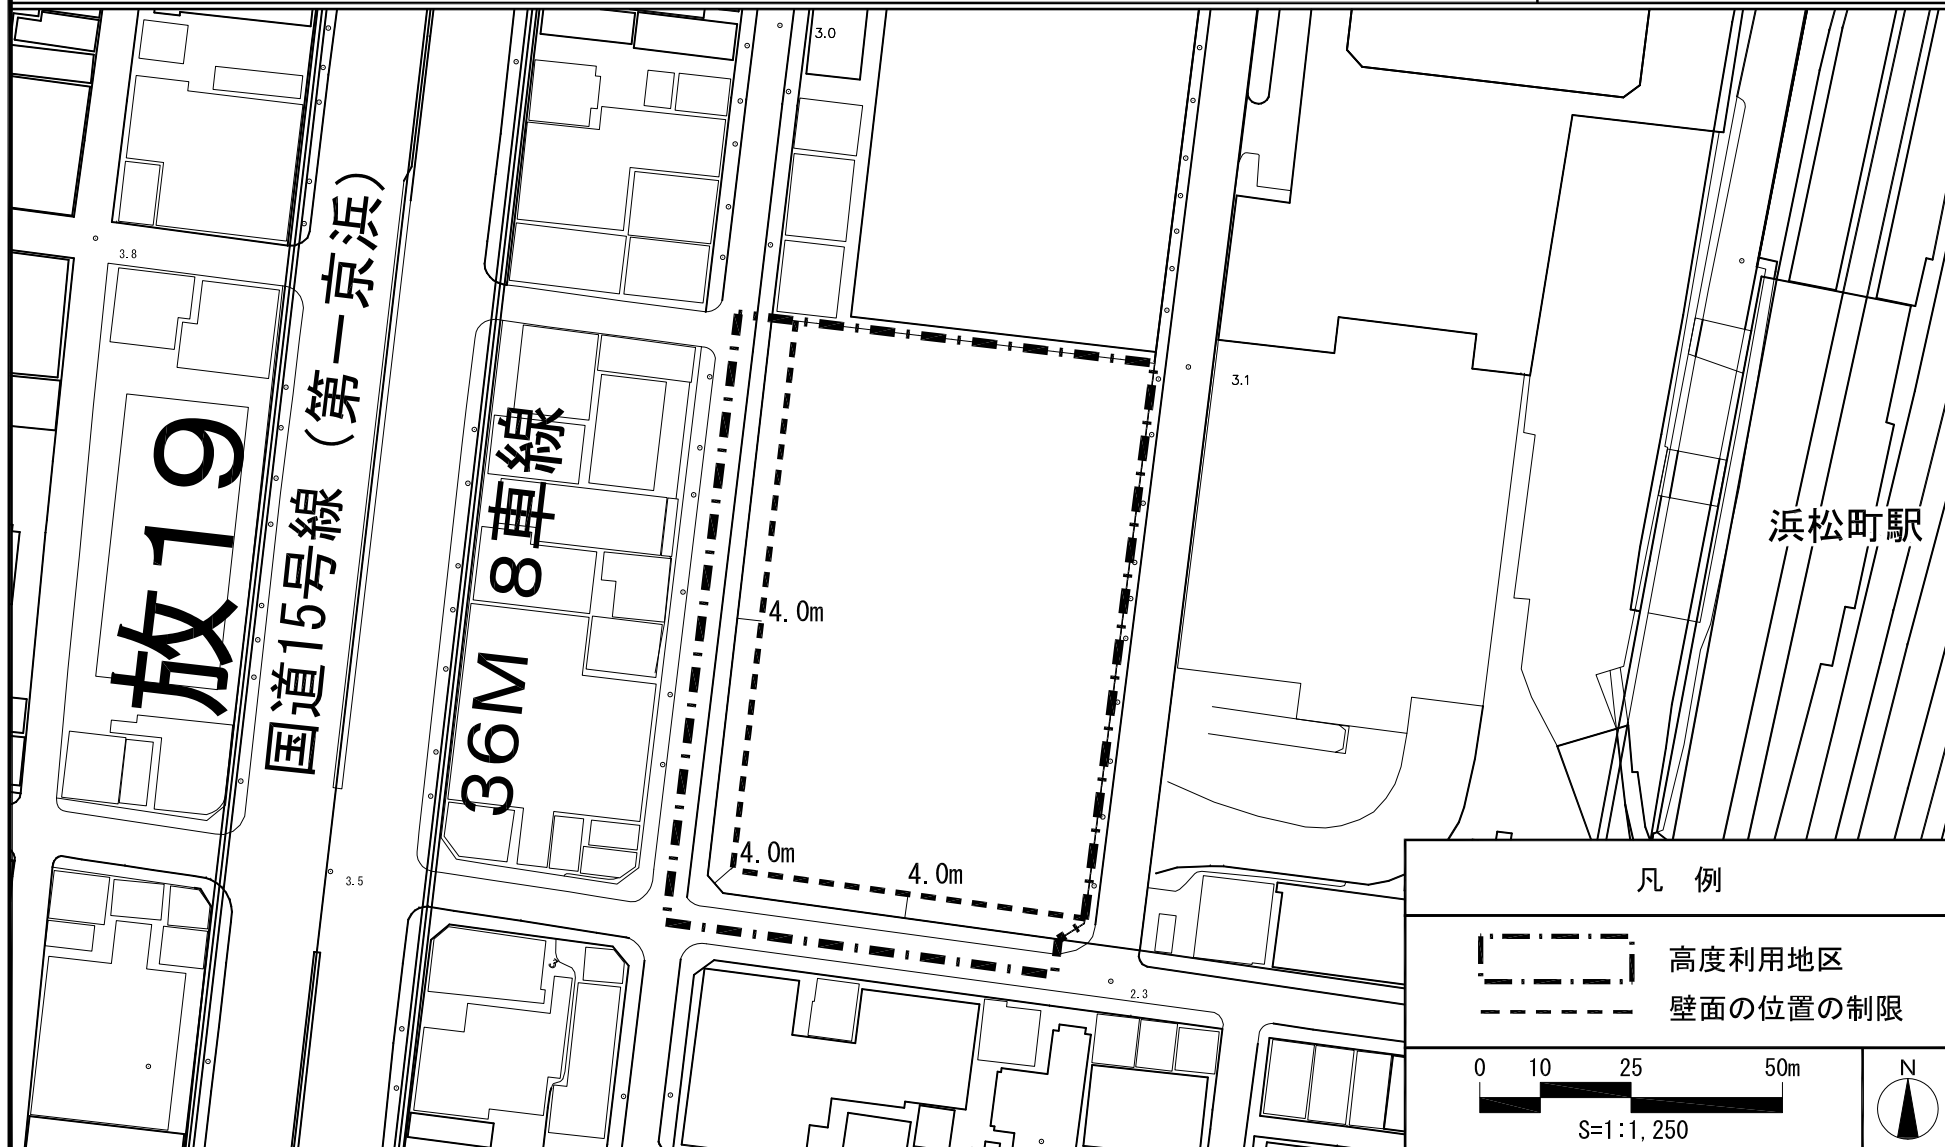 3.0
3.8
国道15号線（第一京浜）
放19
36M 8車線
3.1
浜松町駅
4.0m
4.0m
4.0m
3.5
2.3
凡 例
高度利用地区
壁面の位置の制限
0 10 25 50m
S=1:1,250
N